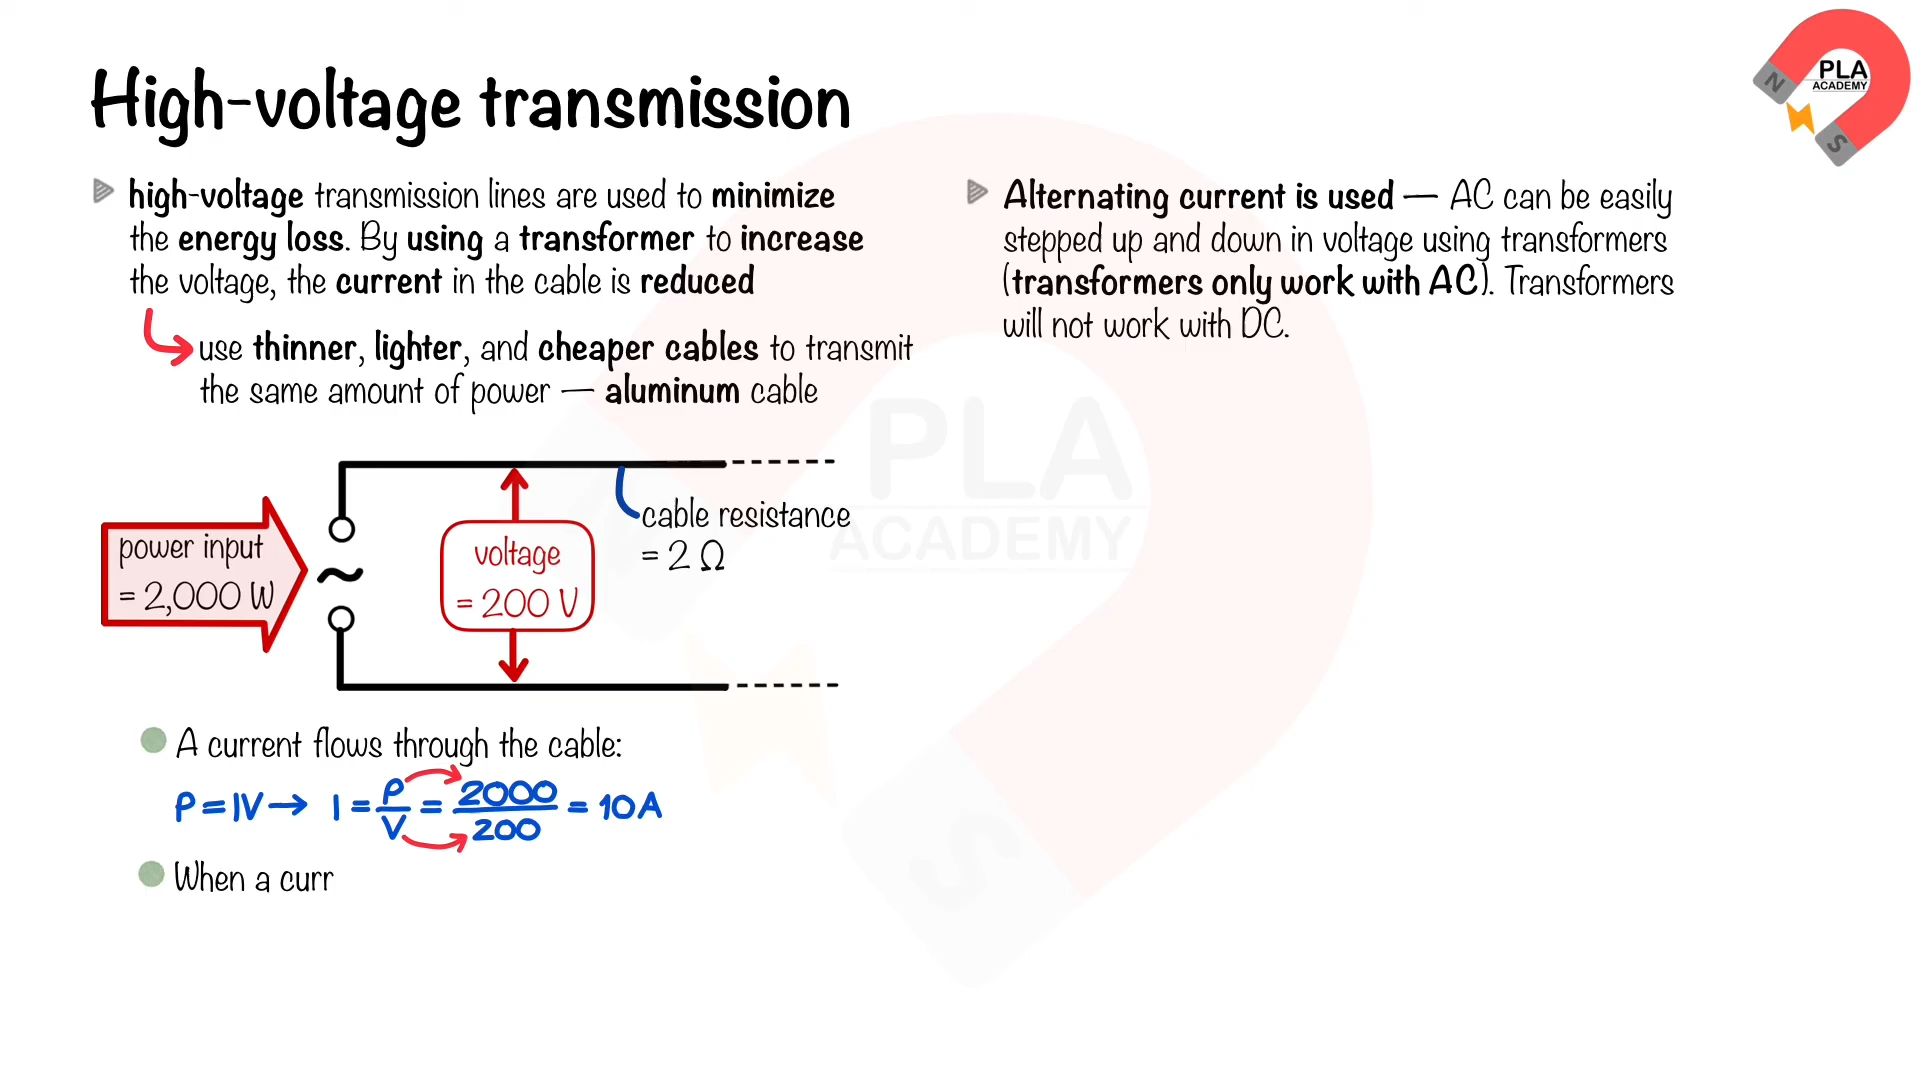 High-voltage transmission
high-voltage transmission lines are used to minimize
the energy loss. By using a transformer to increase
the voltage, the current in the cable is reduced
use thinner, lighter, and cheaper cables to transmit
the same amount of power — aluminum cable
power input
= 2,000 W
~
voltage
= 200 V
cable resistance
= 2 Ω
A current flows through the cable:
P = IV → I = P/V = 2000/200 = 10A
When a curr
Alternating current is used — AC can be easily
stepped up and down in voltage using transformers
(transformers only work with AC). Transformers
will not work with DC.
N
PLA
ACADEMY
S
PLA
ACADEMY
S